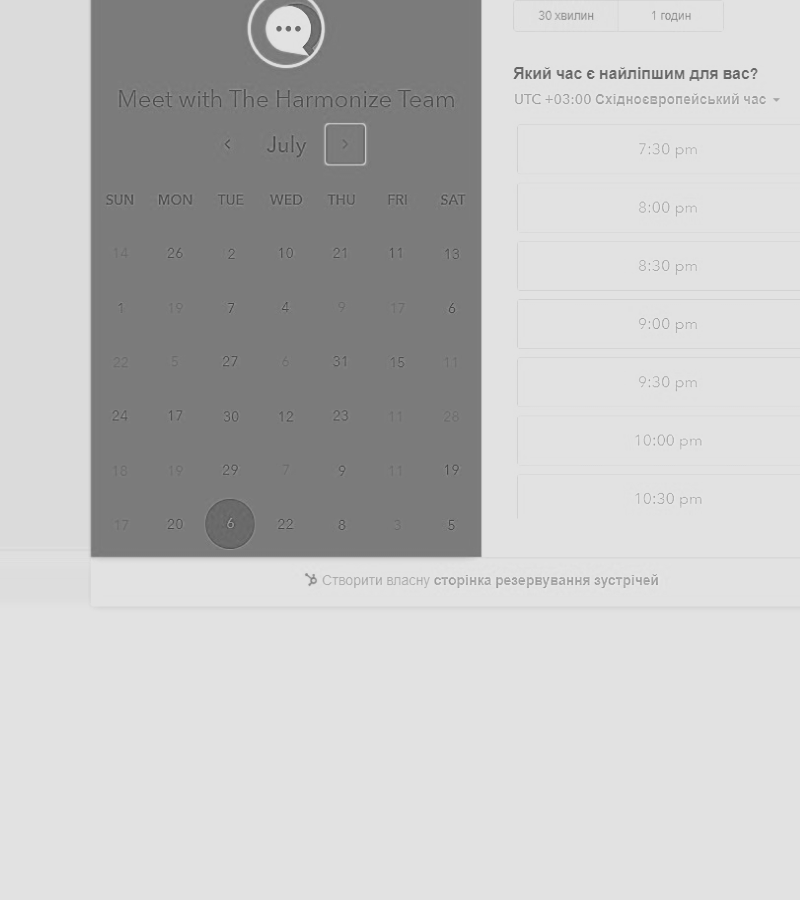 Meet with The Harmonize Team
July
SUN MON TUE WED THU FRI SAT
14 26 2 10 21 11 13
1 19 7 4 9 17 6
22 5 27 6 31 15 11
24 17 30 12 23 11 28
18 19 29 7 9 11 19
17 20 6 22 8 3 5
30 хвилин 1 годин
Який час є найліпшим для вас?
UTC +03:00 Східноєвропейський час
7:30 pm
8:00 pm
8:30 pm
9:00 pm
9:30 pm
10:00 pm
10:30 pm
Створити власну сторінка резервування зустрічей